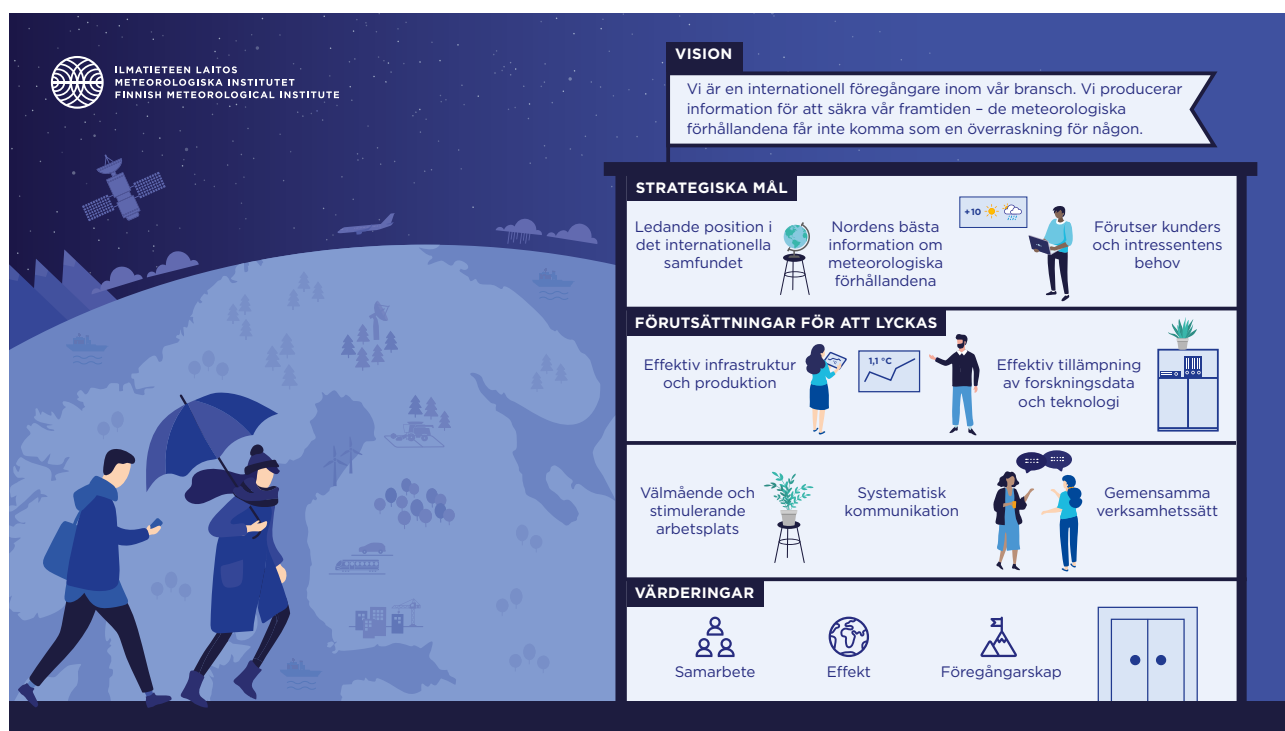 ILMATIETEEN LAITOS
METEOROLOGISKA INSTITUTET
FINNISH METEOROLOGICAL INSTITUTE
VISION
Vi är en internationell föregångare inom vår bransch. Vi producerar
information för att säkra vår framtiden – de meteorologiska
förhållandena får inte komma som en överraskning för någon.
STRATEGISKA MÅL
Ledande position i
det internationella
samfundet
Nordens bästa
information om
meteorologiska
förhållandena
+10
Förutser kunders
och intressentens
behov
FÖRUTSÄTTNINGAR FÖR ATT LYCKAS
Effektiv infrastruktur
och produktion
1,1 °C
Effektiv tillämpning
av forskningsdata
och teknologi
Välmående och
stimulerande
arbetsplats
Systematisk
kommunikation
Gemensamma
verksamhetssätt
VÄRDERINGAR
Samarbete
Effekt
Föregångarskap